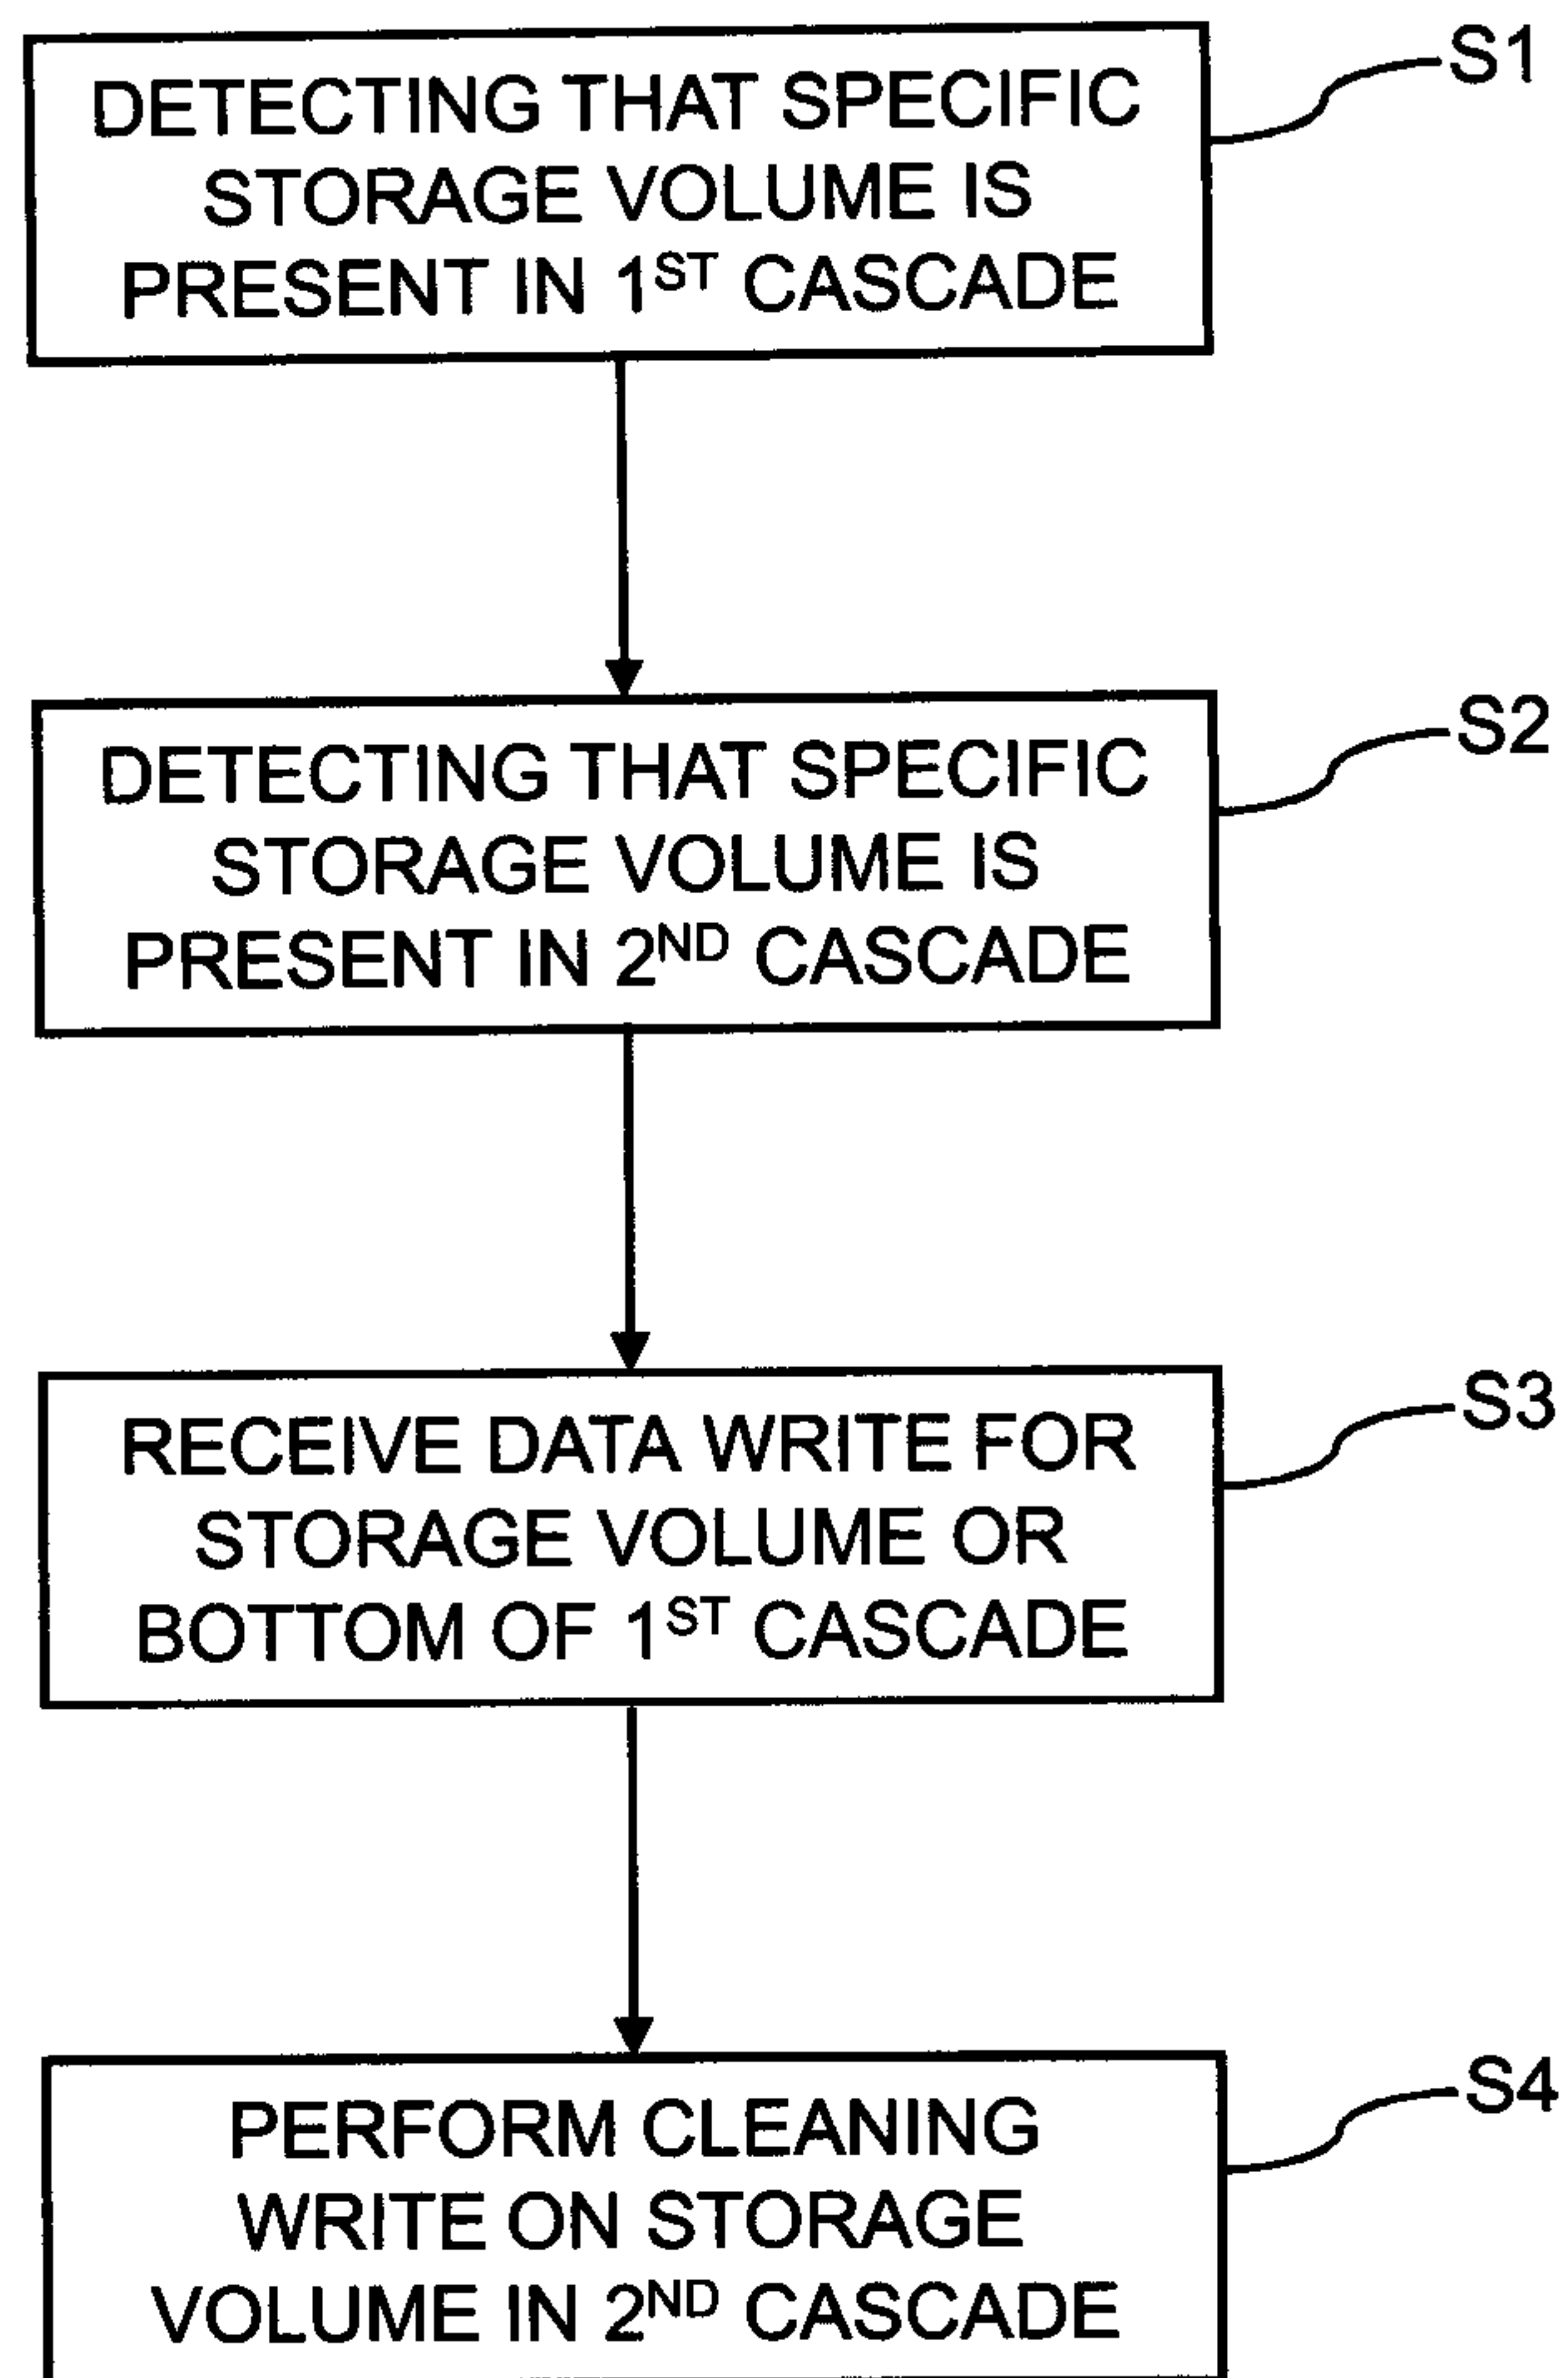 DETECTING THAT SPECIFIC
STORAGE VOLUME IS
PRESENT IN 1ST CASCADE
S1
DETECTING THAT SPECIFIC
STORAGE VOLUME IS
PRESENT IN 2ND CASCADE
S2
RECEIVE DATA WRITE FOR
STORAGE VOLUME OR
BOTTOM OF 1ST CASCADE
S3
PERFORM CLEANING
WRITE ON STORAGE
VOLUME IN 2ND CASCADE
S4